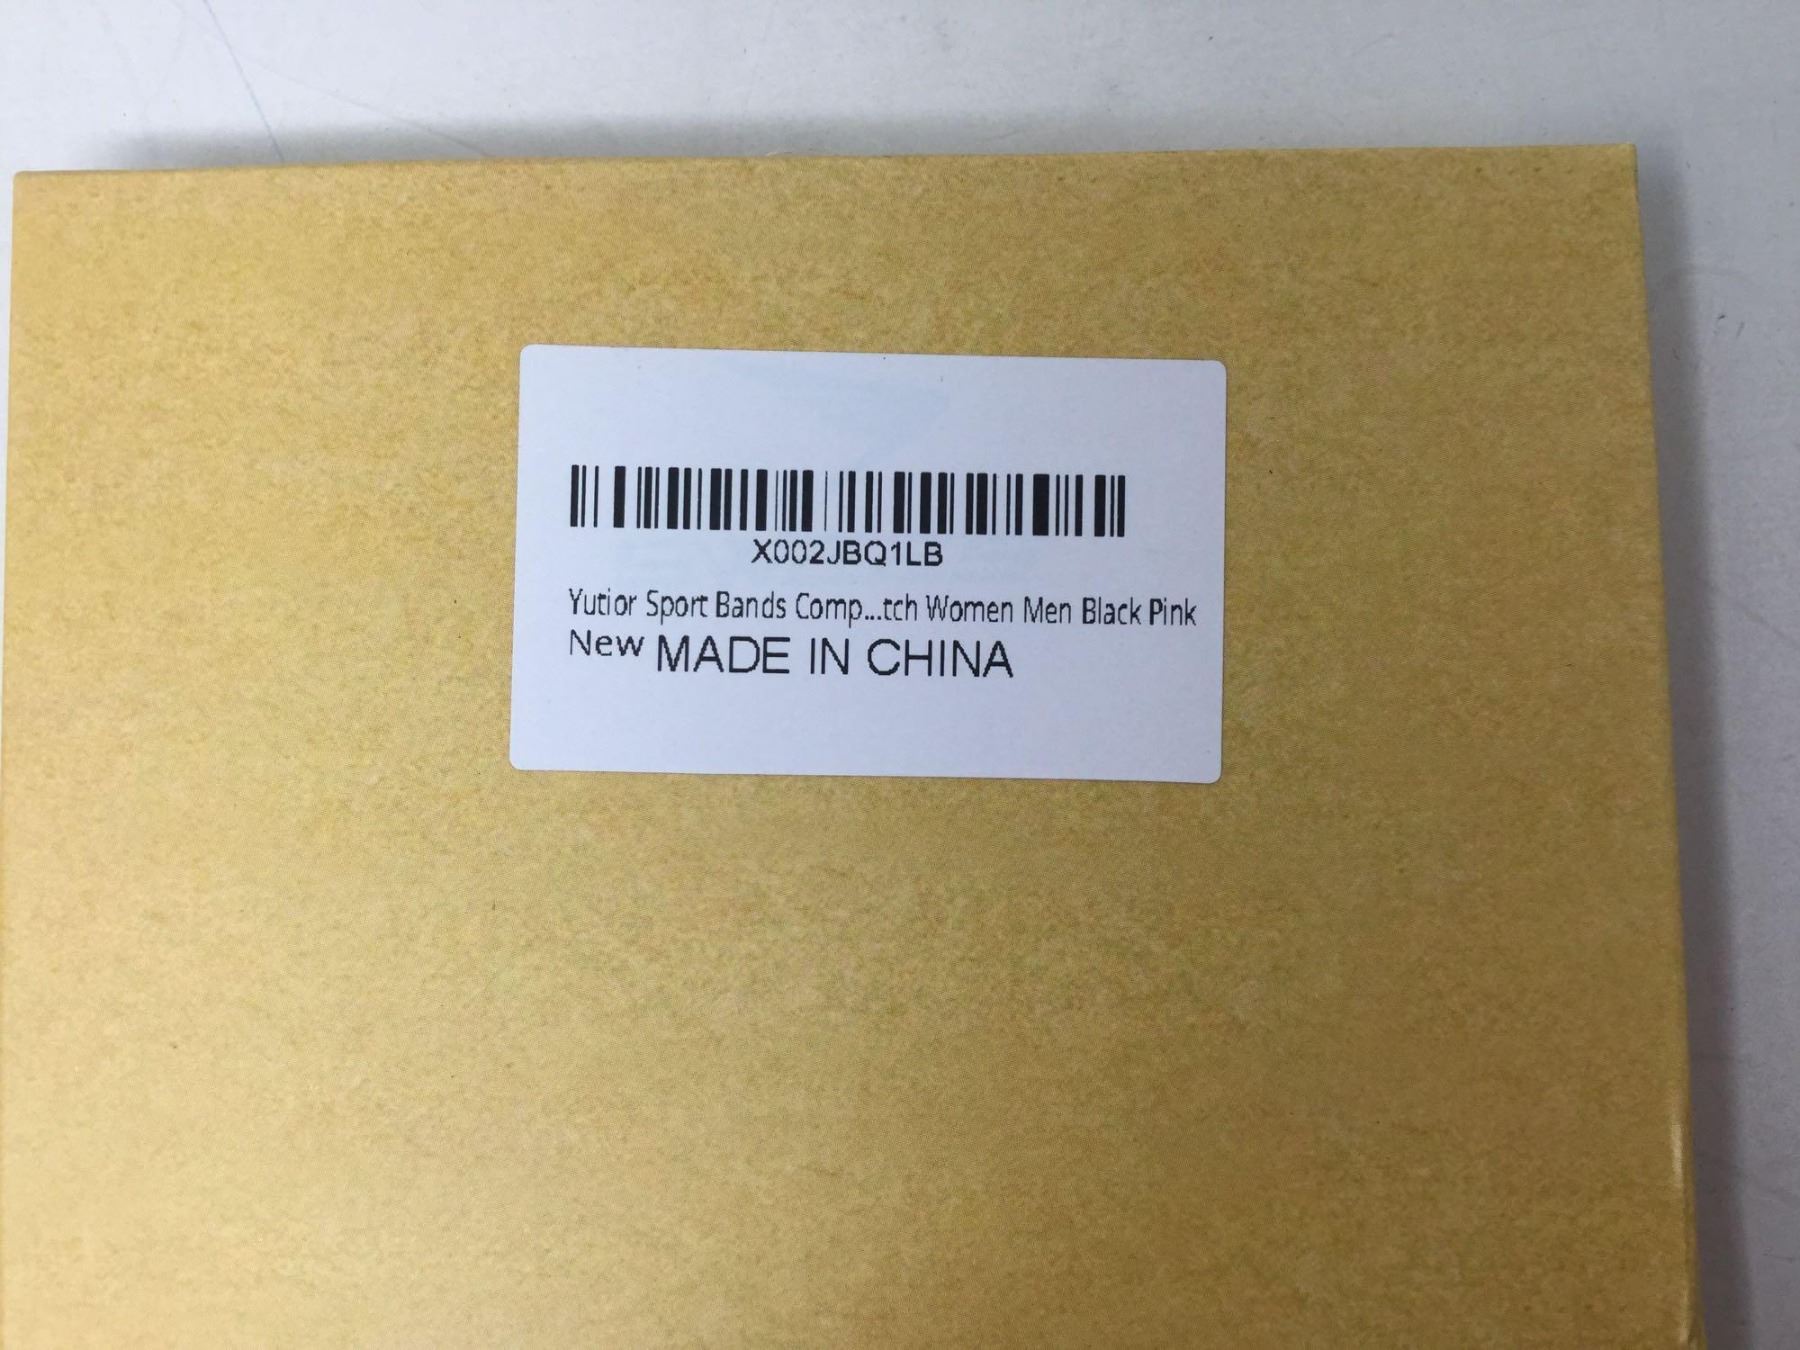 X002JBQ1LB
Yutior Sport Bands Comp...tch Women Men Black Pink
New MADE IN CHINA